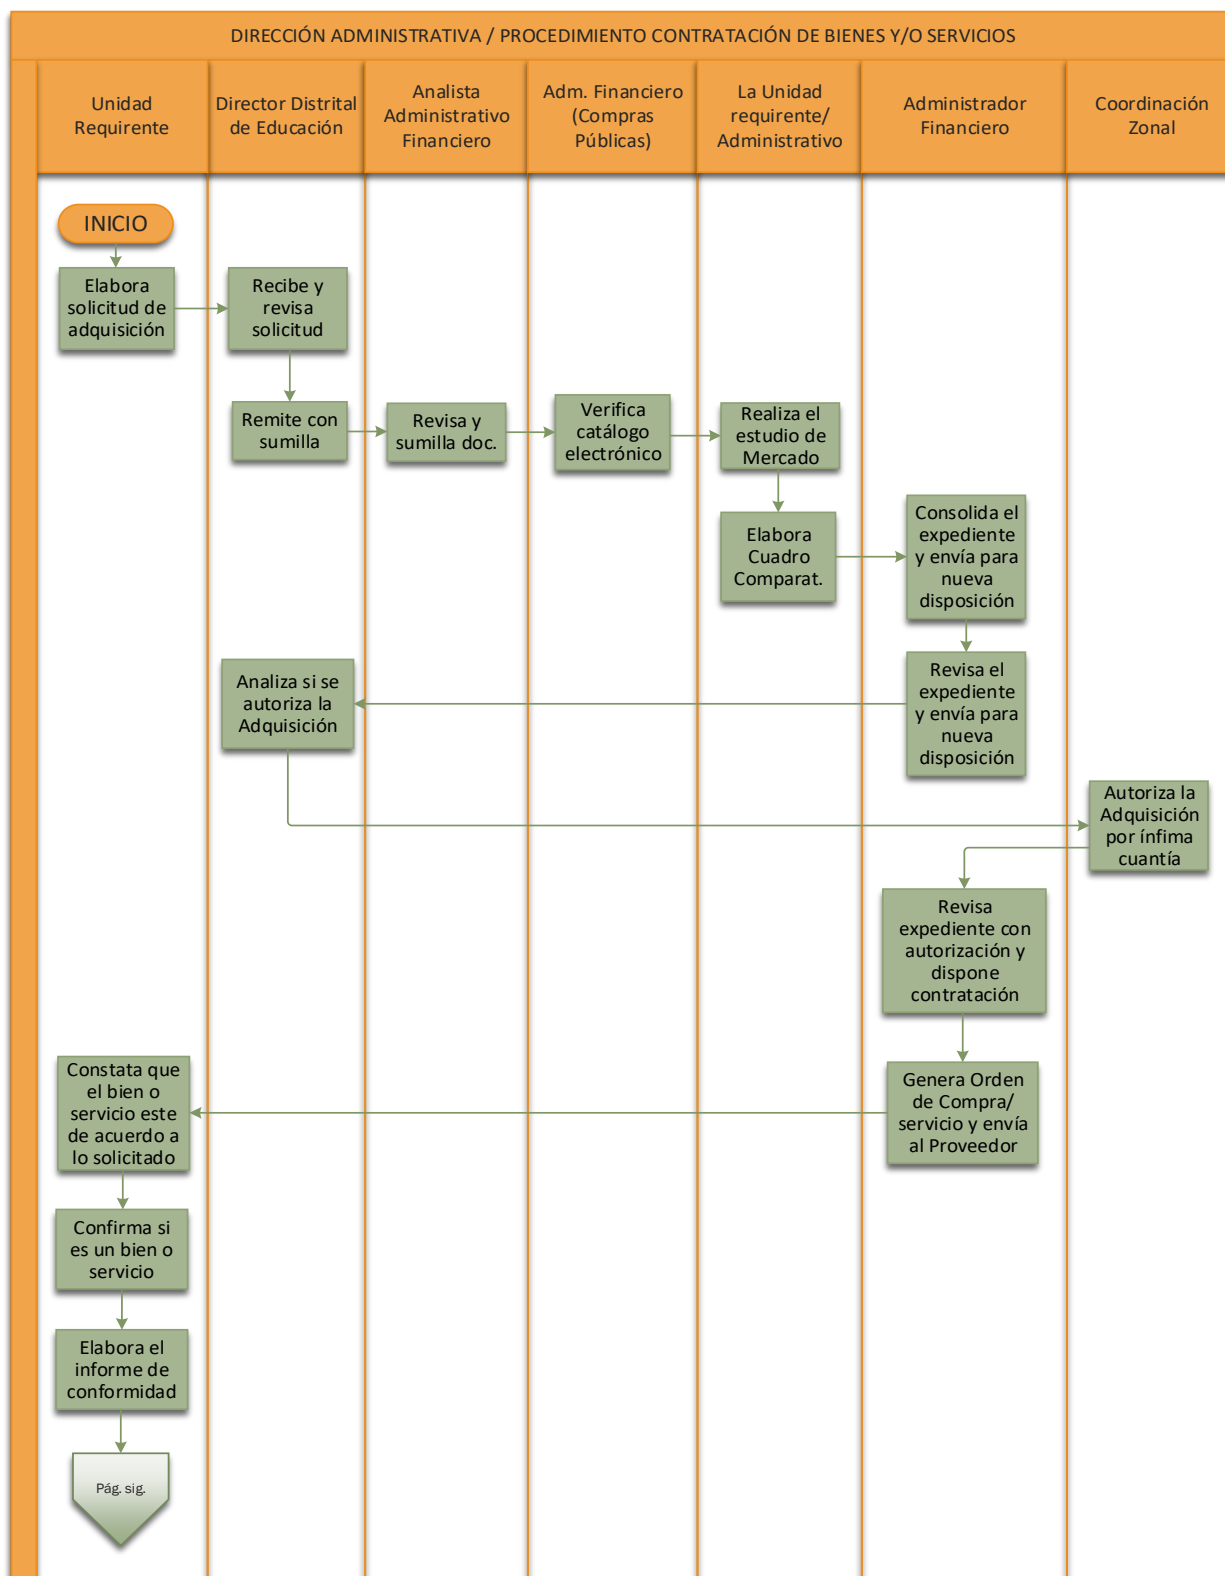 DIRECCIÓN ADMINISTRATIVA / PROCEDIMIENTO CONTRATACIÓN DE BIENES Y/O SERVICIOS
Unidad
Requirente
Director Distrital
de Educación
Analista
Administrativo
Financiero
Adm. Financiero
(Compras
Públicas)
La Unidad
requirente/
Administrativo
Administrador
Financiero
Coordinación
Zonal
INICIO
Elabora
solicitud de
adquisición
Recibe y
revisa
solicitud
Remite con
sumilla
Revisa y
sumilla doc.
Verifica
catálogo
electrónico
Realiza el
estudio de
Mercado
Elabora
Cuadro
Comparat.
Consolida el
expediente
y envía para
nueva
disposición
Revisa el
expediente
y envía para
nueva
disposición
Analiza si se
autoriza la
Adquisición
Autoriza la
Adquisición
por ínfima
cuantía
Revisa
expediente con
autorización y
dispone
contratación
Genera Orden
de Compra/
servicio y envía
al Proveedor
Constata que
el bien o
servicio este
de acuerdo a
lo solicitado
Confirma si
es un bien o
servicio
Elabora el
informe de
conformidad
Pág. sig.